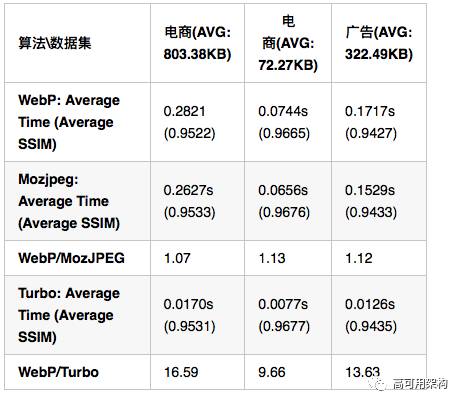 算法\数据集
电商(AVG:
803.38KB)
电
商(AVG:
72.27KB)
广告(AVG:
322.49KB)
WebP: Average
Time (Average
SSIM)
0.2821
(0.9522)
0.0744s
(0.9665)
0.1717s
(0.9427)
Mozjpeg:
Average Time
(Average SSIM)
0.2627s
(0.9533)
0.0656s
(0.9676)
0.1529s
(0.9433)
WebP/MozJPEG
1.07
1.13
1.12
Turbo: Average
Time (Average
SSIM)
0.0170s
(0.9531)
0.0077s
(0.9677)
0.0126s
(0.9435)
WebP/Turbo
16.59
9.66
13.63
高可用架构